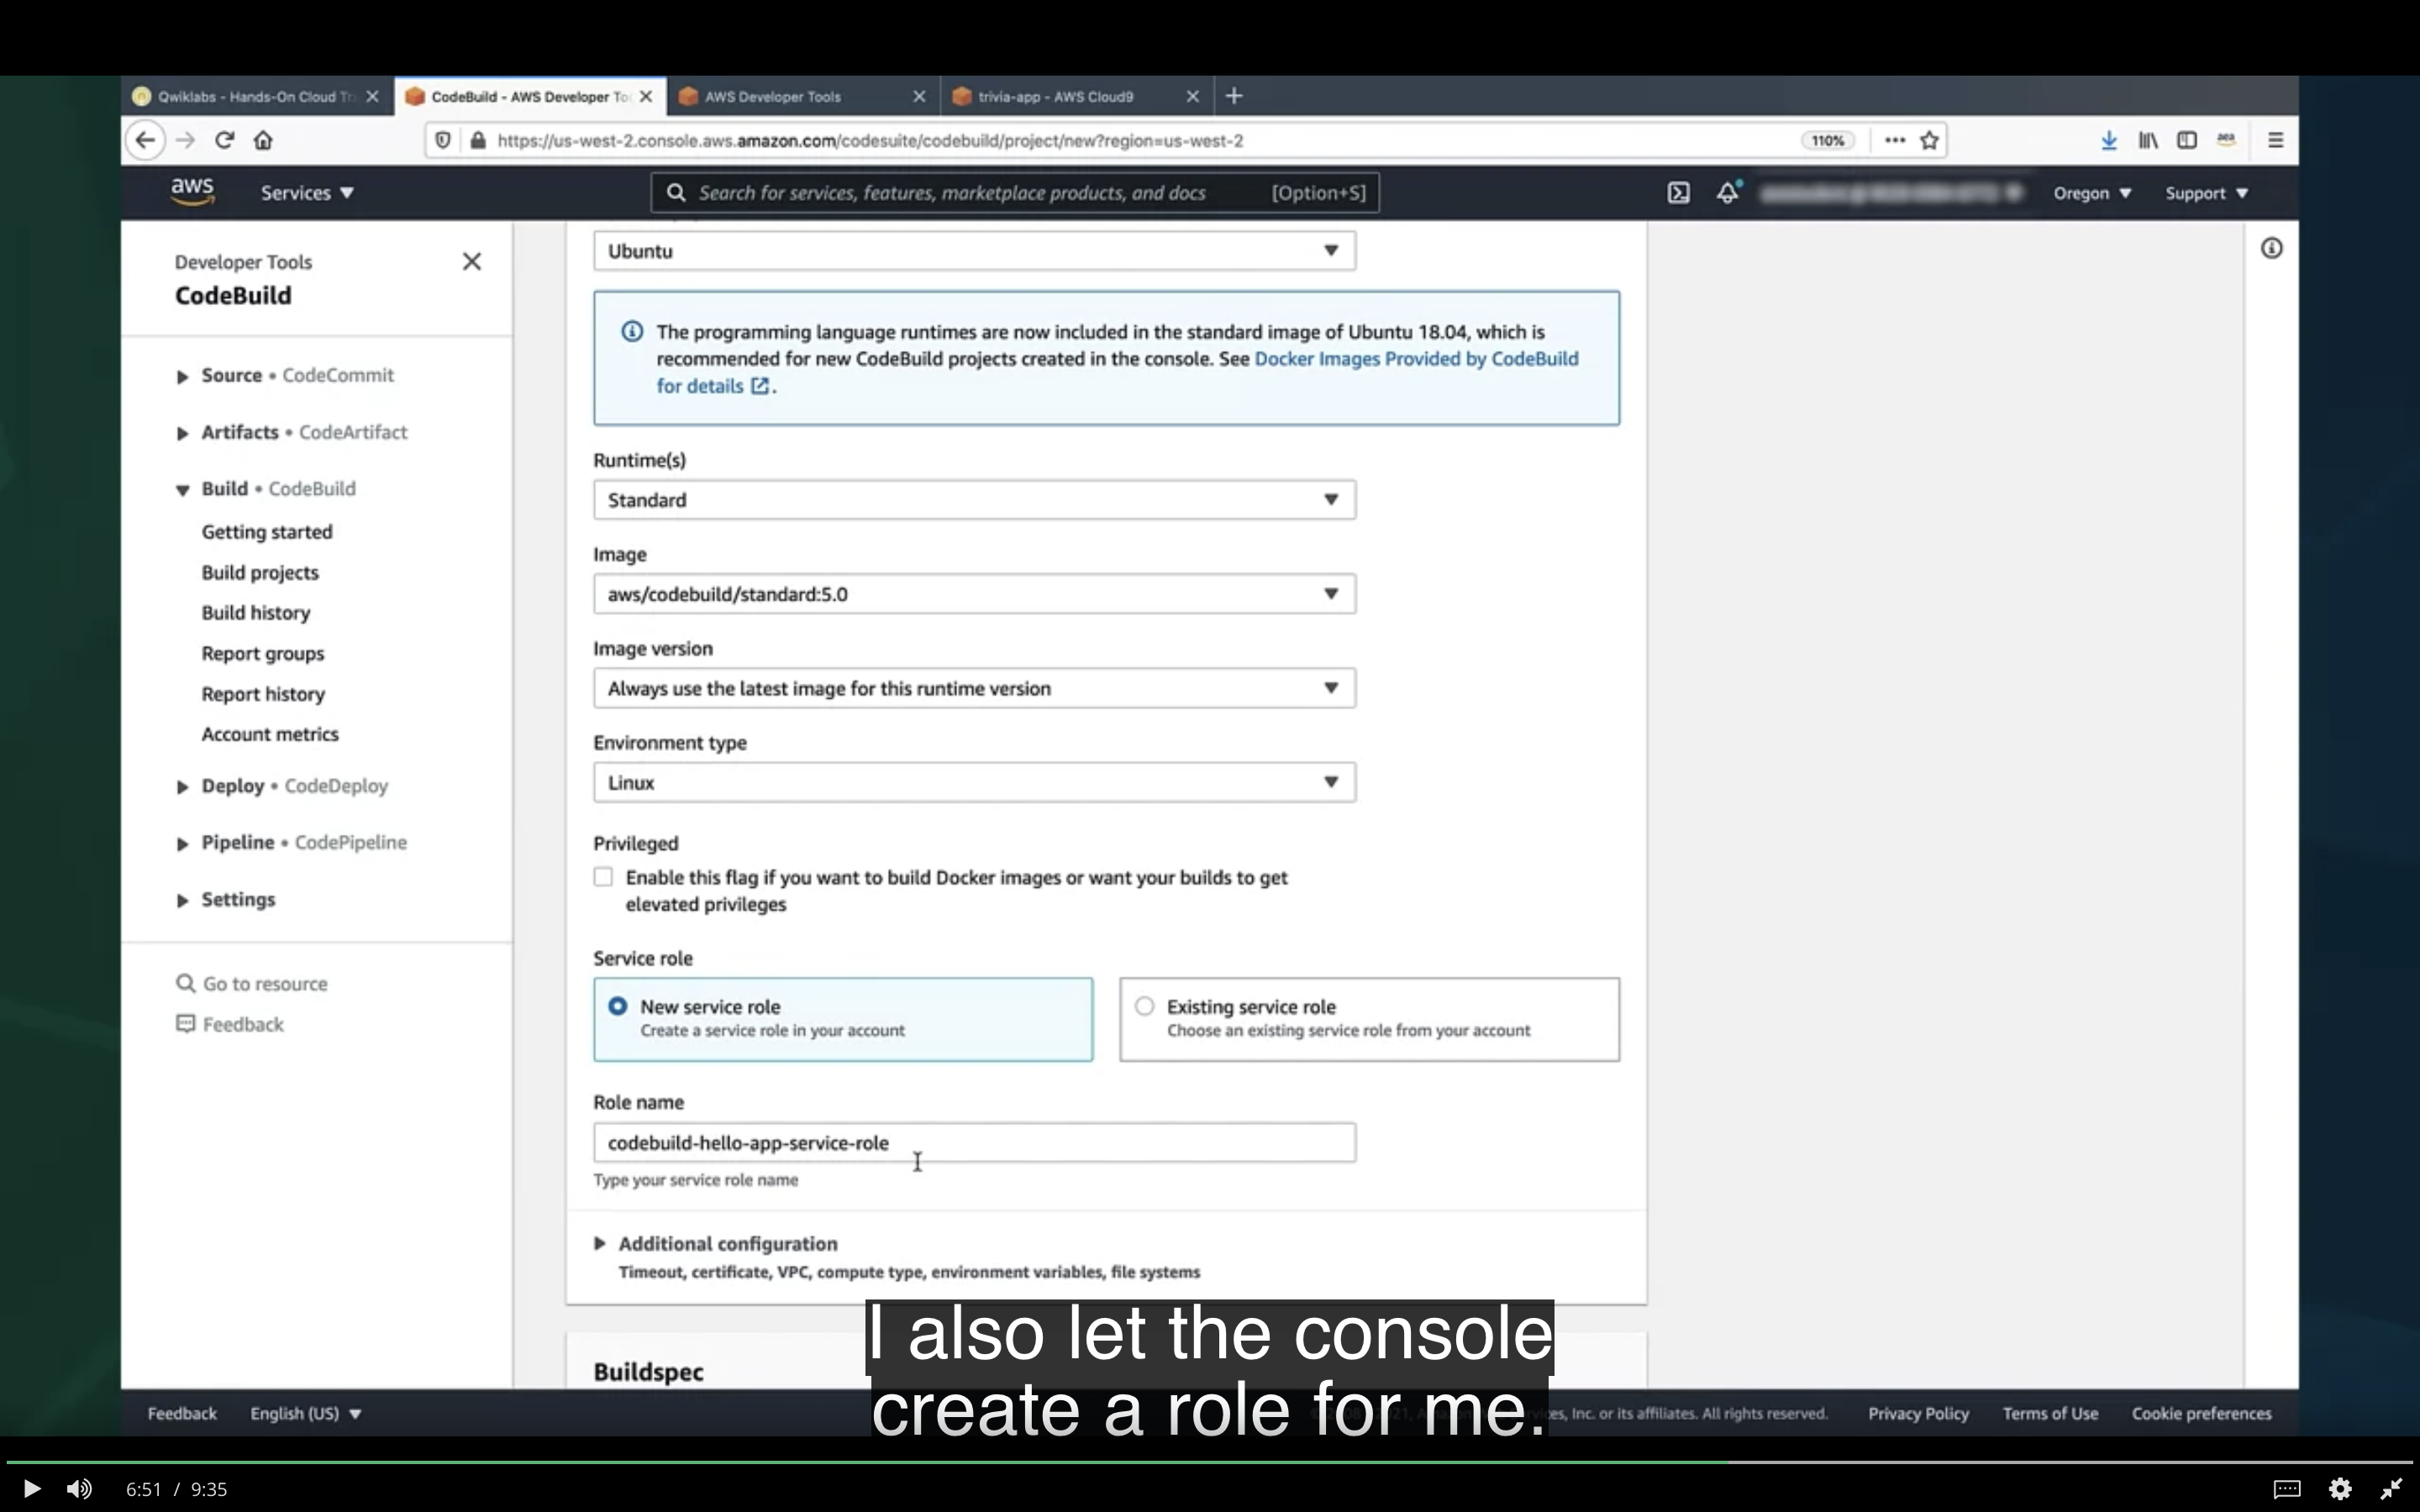 Qwiklabs - Hands-On Cloud Tr
CodeBuild - AWS Developer To
AWS Developer Tools
trivia-app - AWS Cloud9
https://us-west-2.console.aws.amazon.com/codesuite/codebuild/project/new?region=us-west-2
110%
aws
Services
Search for services, features, marketplace products, and docs
[Option+S]
Oregon
Support
Developer Tools
CodeBuild
Source • CodeCommit
Artifacts • CodeArtifact
Build • CodeBuild
Getting started
Build projects
Build history
Report groups
Report history
Account metrics
Deploy • CodeDeploy
Pipeline • CodePipeline
Settings
Go to resource
Feedback
Ubuntu
The programming language runtimes are now included in the standard image of Ubuntu 18.04, which is
recommended for new CodeBuild projects created in the console. See Docker Images Provided by CodeBuild
for details .
Runtime(s)
Standard
Image
aws/codebuild/standard:5.0
Image version
Always use the latest image for this runtime version
Environment type
Linux
Privileged
Enable this flag if you want to build Docker images or want your builds to get
elevated privileges
Service role
New service role
Create a service role in your account
Existing service role
Choose an existing service role from your account
Role name
codebuild-hello-app-service-role
Type your service role name
Additional configuration
Timeout, certificate, VPC, compute type, environment variables, file systems
Buildspec
I also let the console
create a role for me.
Feedback
English (US)
Inc. or its affiliates. All rights reserved.
Privacy Policy
Terms of Use
Cookie preferences
6:51 / 9:35